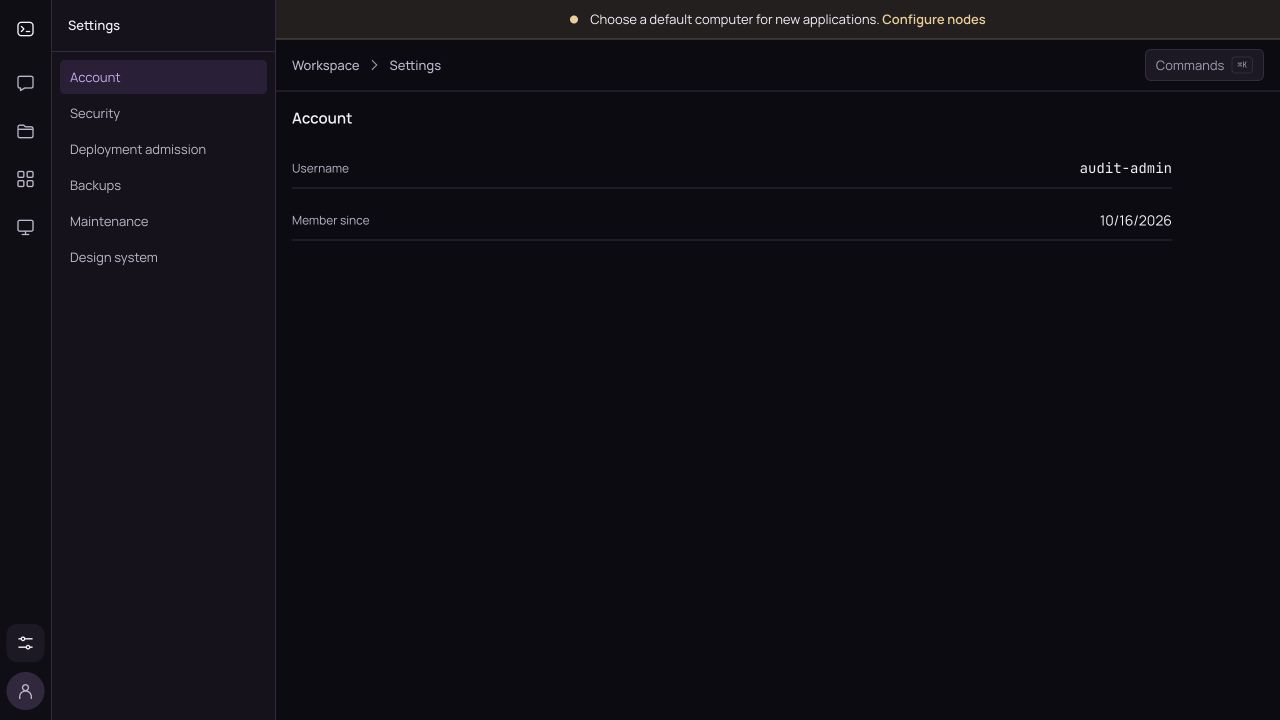 Settings
Account
Security
Deployment admission
Backups
Maintenance
Design system
Choose a default computer for new applications. Configure nodes
Workspace Settings
Commands ⌘K
Account
Username audit-admin
Member since 10/16/2026